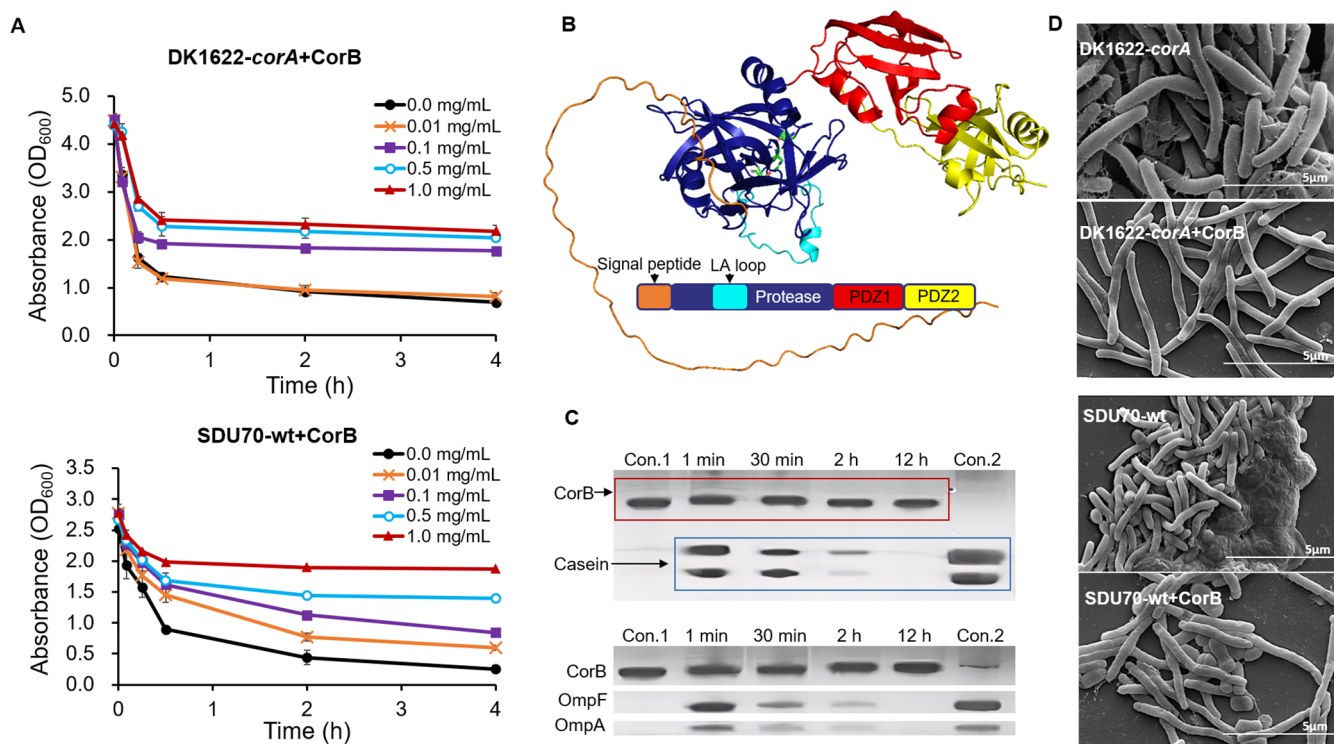 A
DK1622-corA+CorB
Absorbance (OD600)
5.0
4.0
3.0
2.0
1.0
0.0
0.0 mg/mL
0.01 mg/mL
0.1 mg/mL
0.5 mg/mL
1.0 mg/mL
0 1 2 3 4
Time (h)
SDU70-wt+CorB
Absorbance (OD600)
3.5
3.0
2.5
2.0
1.5
1.0
0.5
0.0
0.0 mg/mL
0.01 mg/mL
0.1 mg/mL
0.5 mg/mL
1.0 mg/mL
0 1 2 3 4
Time (h)
B
Signal peptide LA loop
Protease PDZ1 PDZ2
C
Con.1 1 min 30 min 2 h 12 h Con.2
CorB
Casein
Con.1 1 min 30 min 2 h 12 h Con.2
CorB
OmpF
OmpA
D
DK1622-corA
5μm
DK1622-corA+CorB
5μm
SDU70-wt
5μm
SDU70-wt+CorB
5μm